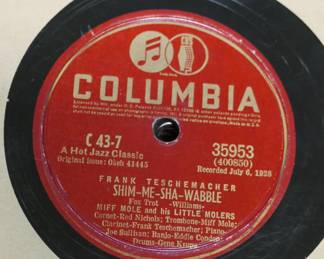 COLUMBIA
C 43-7
A Hot Jazz Classic
Original Issue: Okeh 41445
35953
(400850)
Recorded July 6, 1928
FRANK TESCHEMACHER
SHIM-ME-SHA-WABBLE
Fox Trot -Williams-
MIFF MOLE and his LITTLE MOLERS
Cornet-Red Nichols; Trombone-Miff Mole;
Clarinet-Frank Teschemacher; Piano-
Joe Sullivan; Banjo-Eddie Condon;
Drums-Gene Krupa